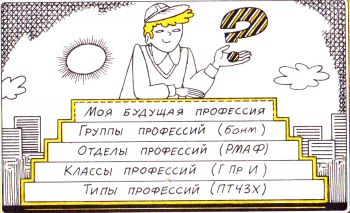 ?
Моя будущая профессия
Группы профессий (бонм)
Отделы профессий (РМАФ)
Классы профессий (Г Пр И)
Типы профессий (ПТЧЗХ)